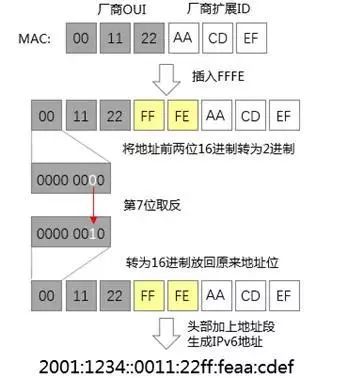 厂商OUI 厂商扩展ID
MAC: 00 11 22 AA CD EF
插入FFFE
00 11 22 FF FE AA CD EF
将地址前两位16进制转为2进制
0000 0000
第7位取反
0000 0010
转为16进制放回原来地址位
00 11 22 FF FE AA CD EF
头部加上地址段
生成IPv6地址
2001:1234::0011:22ff:feaa:cdef